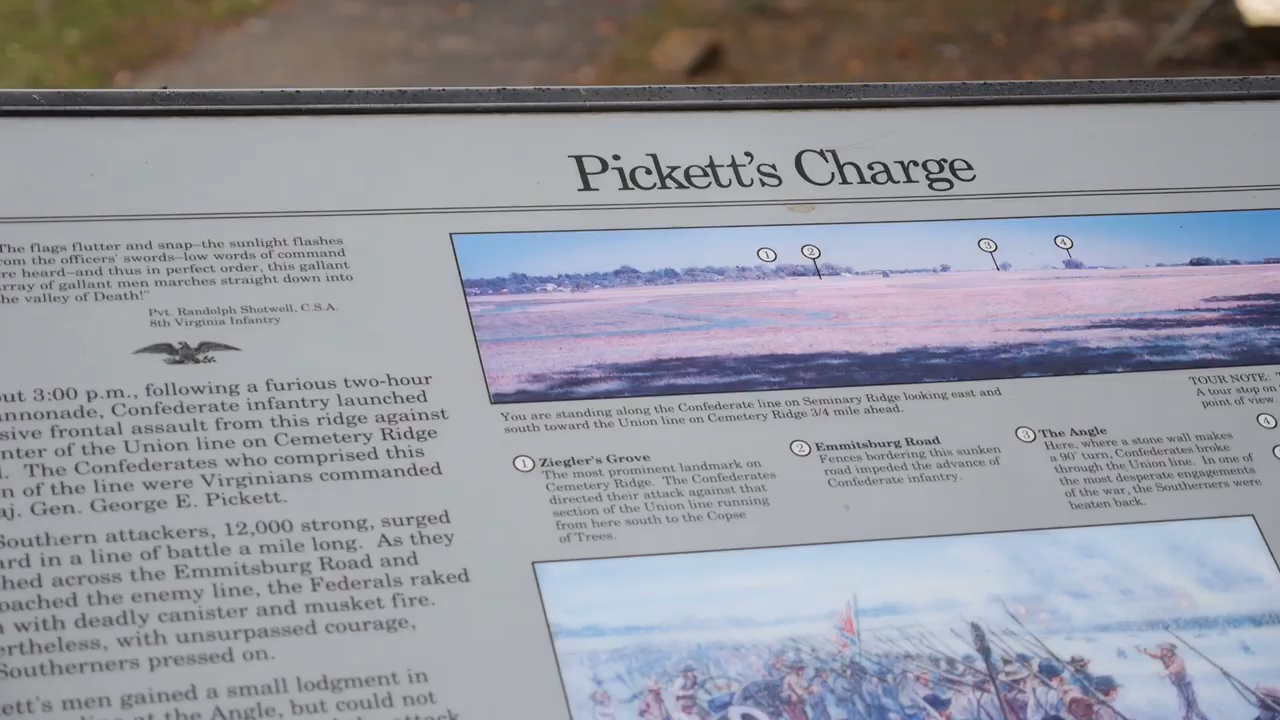 Pickett's Charge
The flags flutter and snap—the sunlight flashes
rom the officers' swords—low words of command
re heard—and thus in perfect order, this gallant
rray of gallant men marches straight down into
he valley of Death!"
Pvt. Randolph Shotwell, C.S.A.
8th Virginia Infantry
out 3:00 p.m., following a furious two-hour
nnonade, Confederate infantry launched
sive frontal assault from this ridge against
nter of the Union line on Cemetery Ridge
. The Confederates who comprised this
n of the line were Virginians commanded
aj. Gen. George E. Pickett.
Southern attackers, 12,000 strong, surged
ard in a line of battle a mile long. As they
hed across the Emmitsburg Road and
oached the enemy line, the Federals raked
with deadly canister and musket fire.
ertheless, with unsurpassed courage,
Southerners pressed on.
ett's men gained a small lodgment in
at the Angle, but could not
1 2 3 4
You are standing along the Confederate line on Seminary Ridge looking east and
south toward the Union line on Cemetery Ridge 3/4 mile ahead.
TOUR NOTE:
A tour stop on
point of view.
1 Ziegler's Grove
The most prominent landmark on
Cemetery Ridge. The Confederates
directed their attack against that
section of the Union line running
from here south to the Copse
of Trees.
2 Emmitsburg Road
Fences bordering this sunken
road impeded the advance of
Confederate infantry.
3 The Angle
Here, where a stone wall makes
a 90° turn, Confederates broke
through the Union line. In one of
the most desperate engagements
of the war, the Southerners were
beaten back.
4